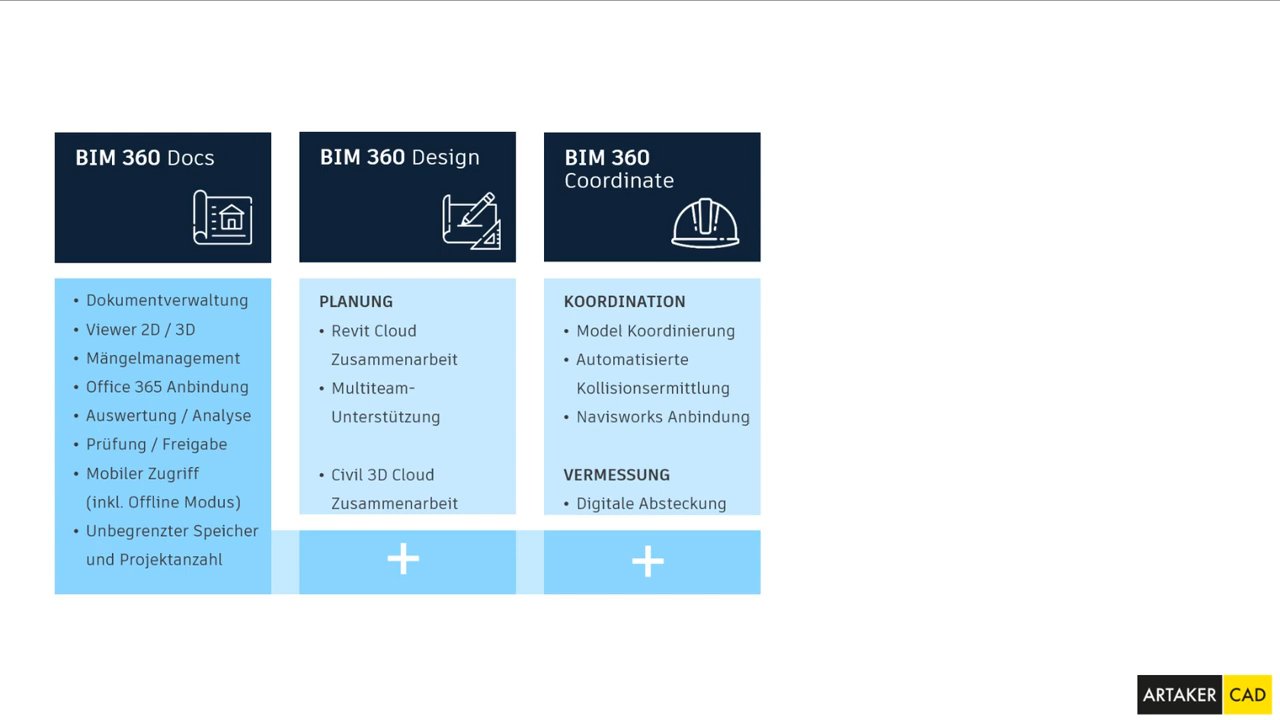 BIM 360 Docs
• Dokumentverwaltung
• Viewer 2D / 3D
• Mängelmanagement
• Office 365 Anbindung
• Auswertung / Analyse
• Prüfung / Freigabe
• Mobiler Zugriff
(inkl. Offline Modus)
• Unbegrenzter Speicher
und Projektanzahl
BIM 360 Design
PLANUNG
• Revit Cloud
Zusammenarbeit
• Multiteam-
Unterstützung
• Civil 3D Cloud
Zusammenarbeit
+
BIM 360
Coordinate
KOORDINATION
• Model Koordinierung
• Automatisierte
Kollisionsermittlung
• Navisworks Anbindung
VERMESSUNG
• Digitale Absteckung
+
ARTAKER CAD